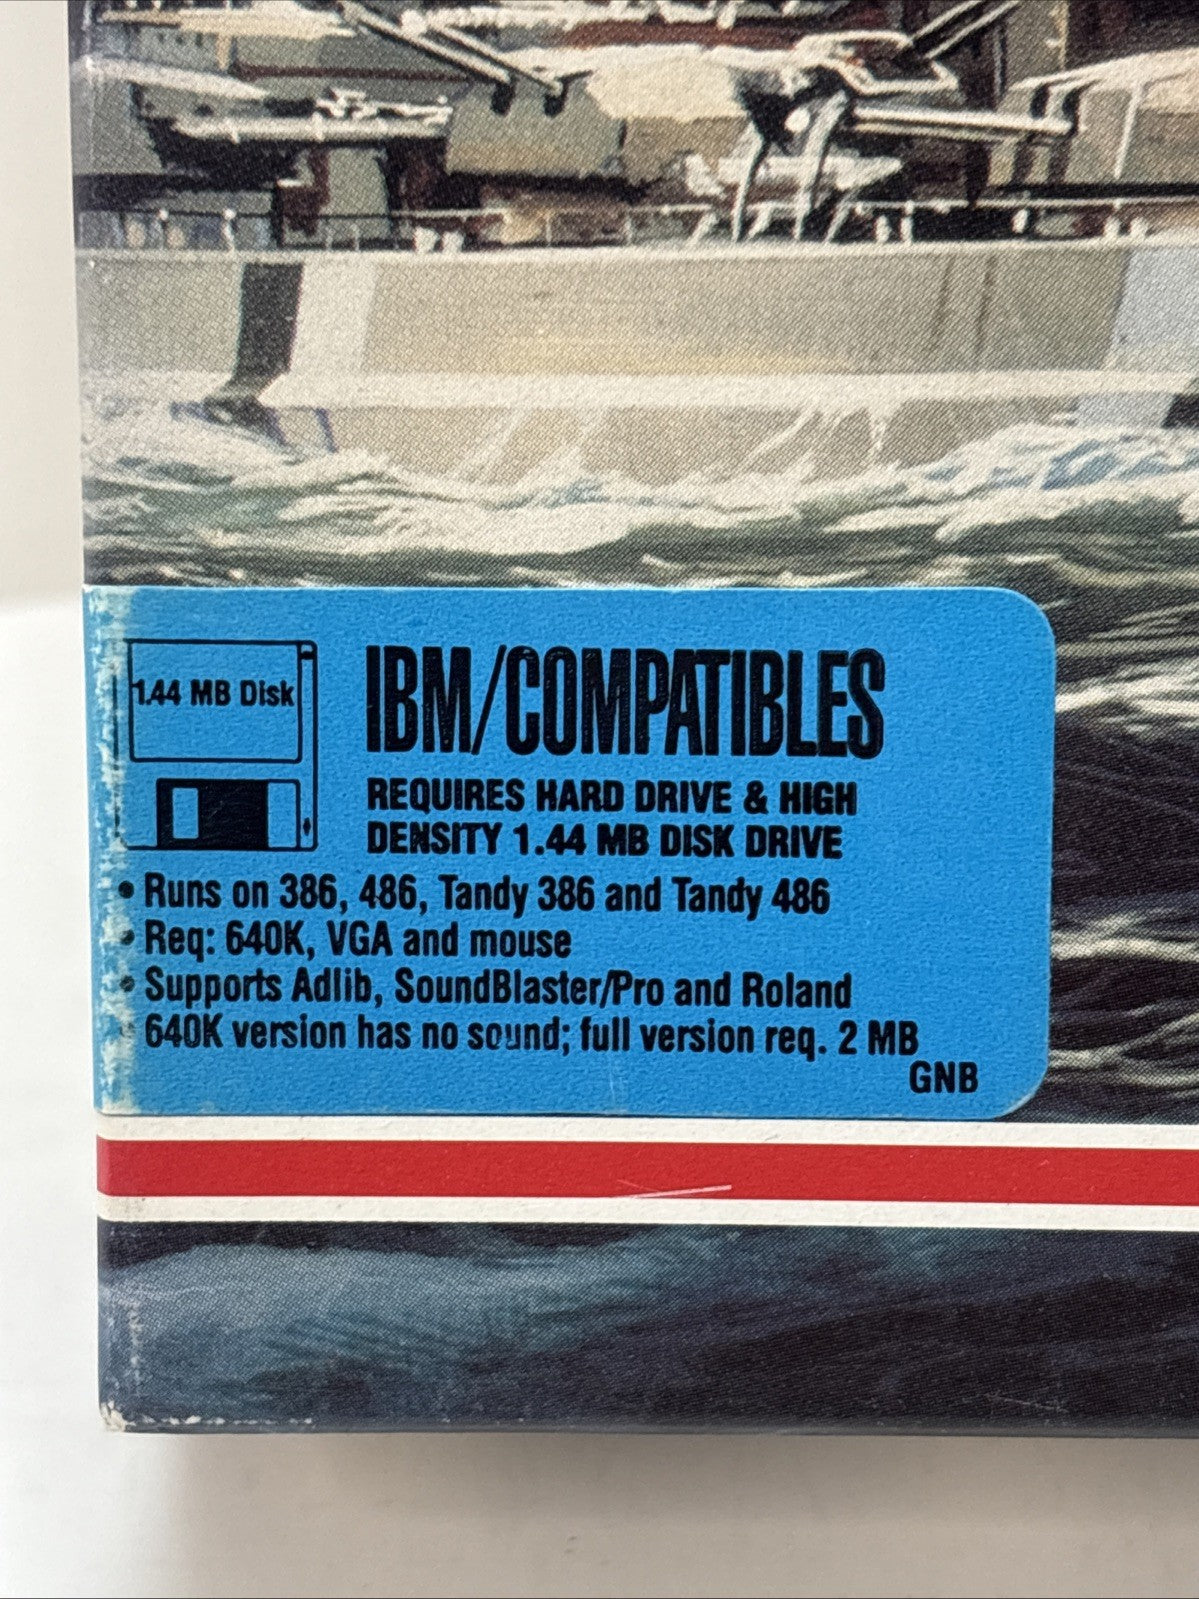 1.44 MB Disk
IBM/COMPATIBLES
REQUIRES HARD DRIVE & HIGH
DENSITY 1.44 MB DISK DRIVE
• Runs on 386, 486, Tandy 386 and Tandy 486
• Req: 640K, VGA and mouse
• Supports Adlib, SoundBlaster/Pro and Roland
• 640K version has no sound; full version req. 2 MB
GNB